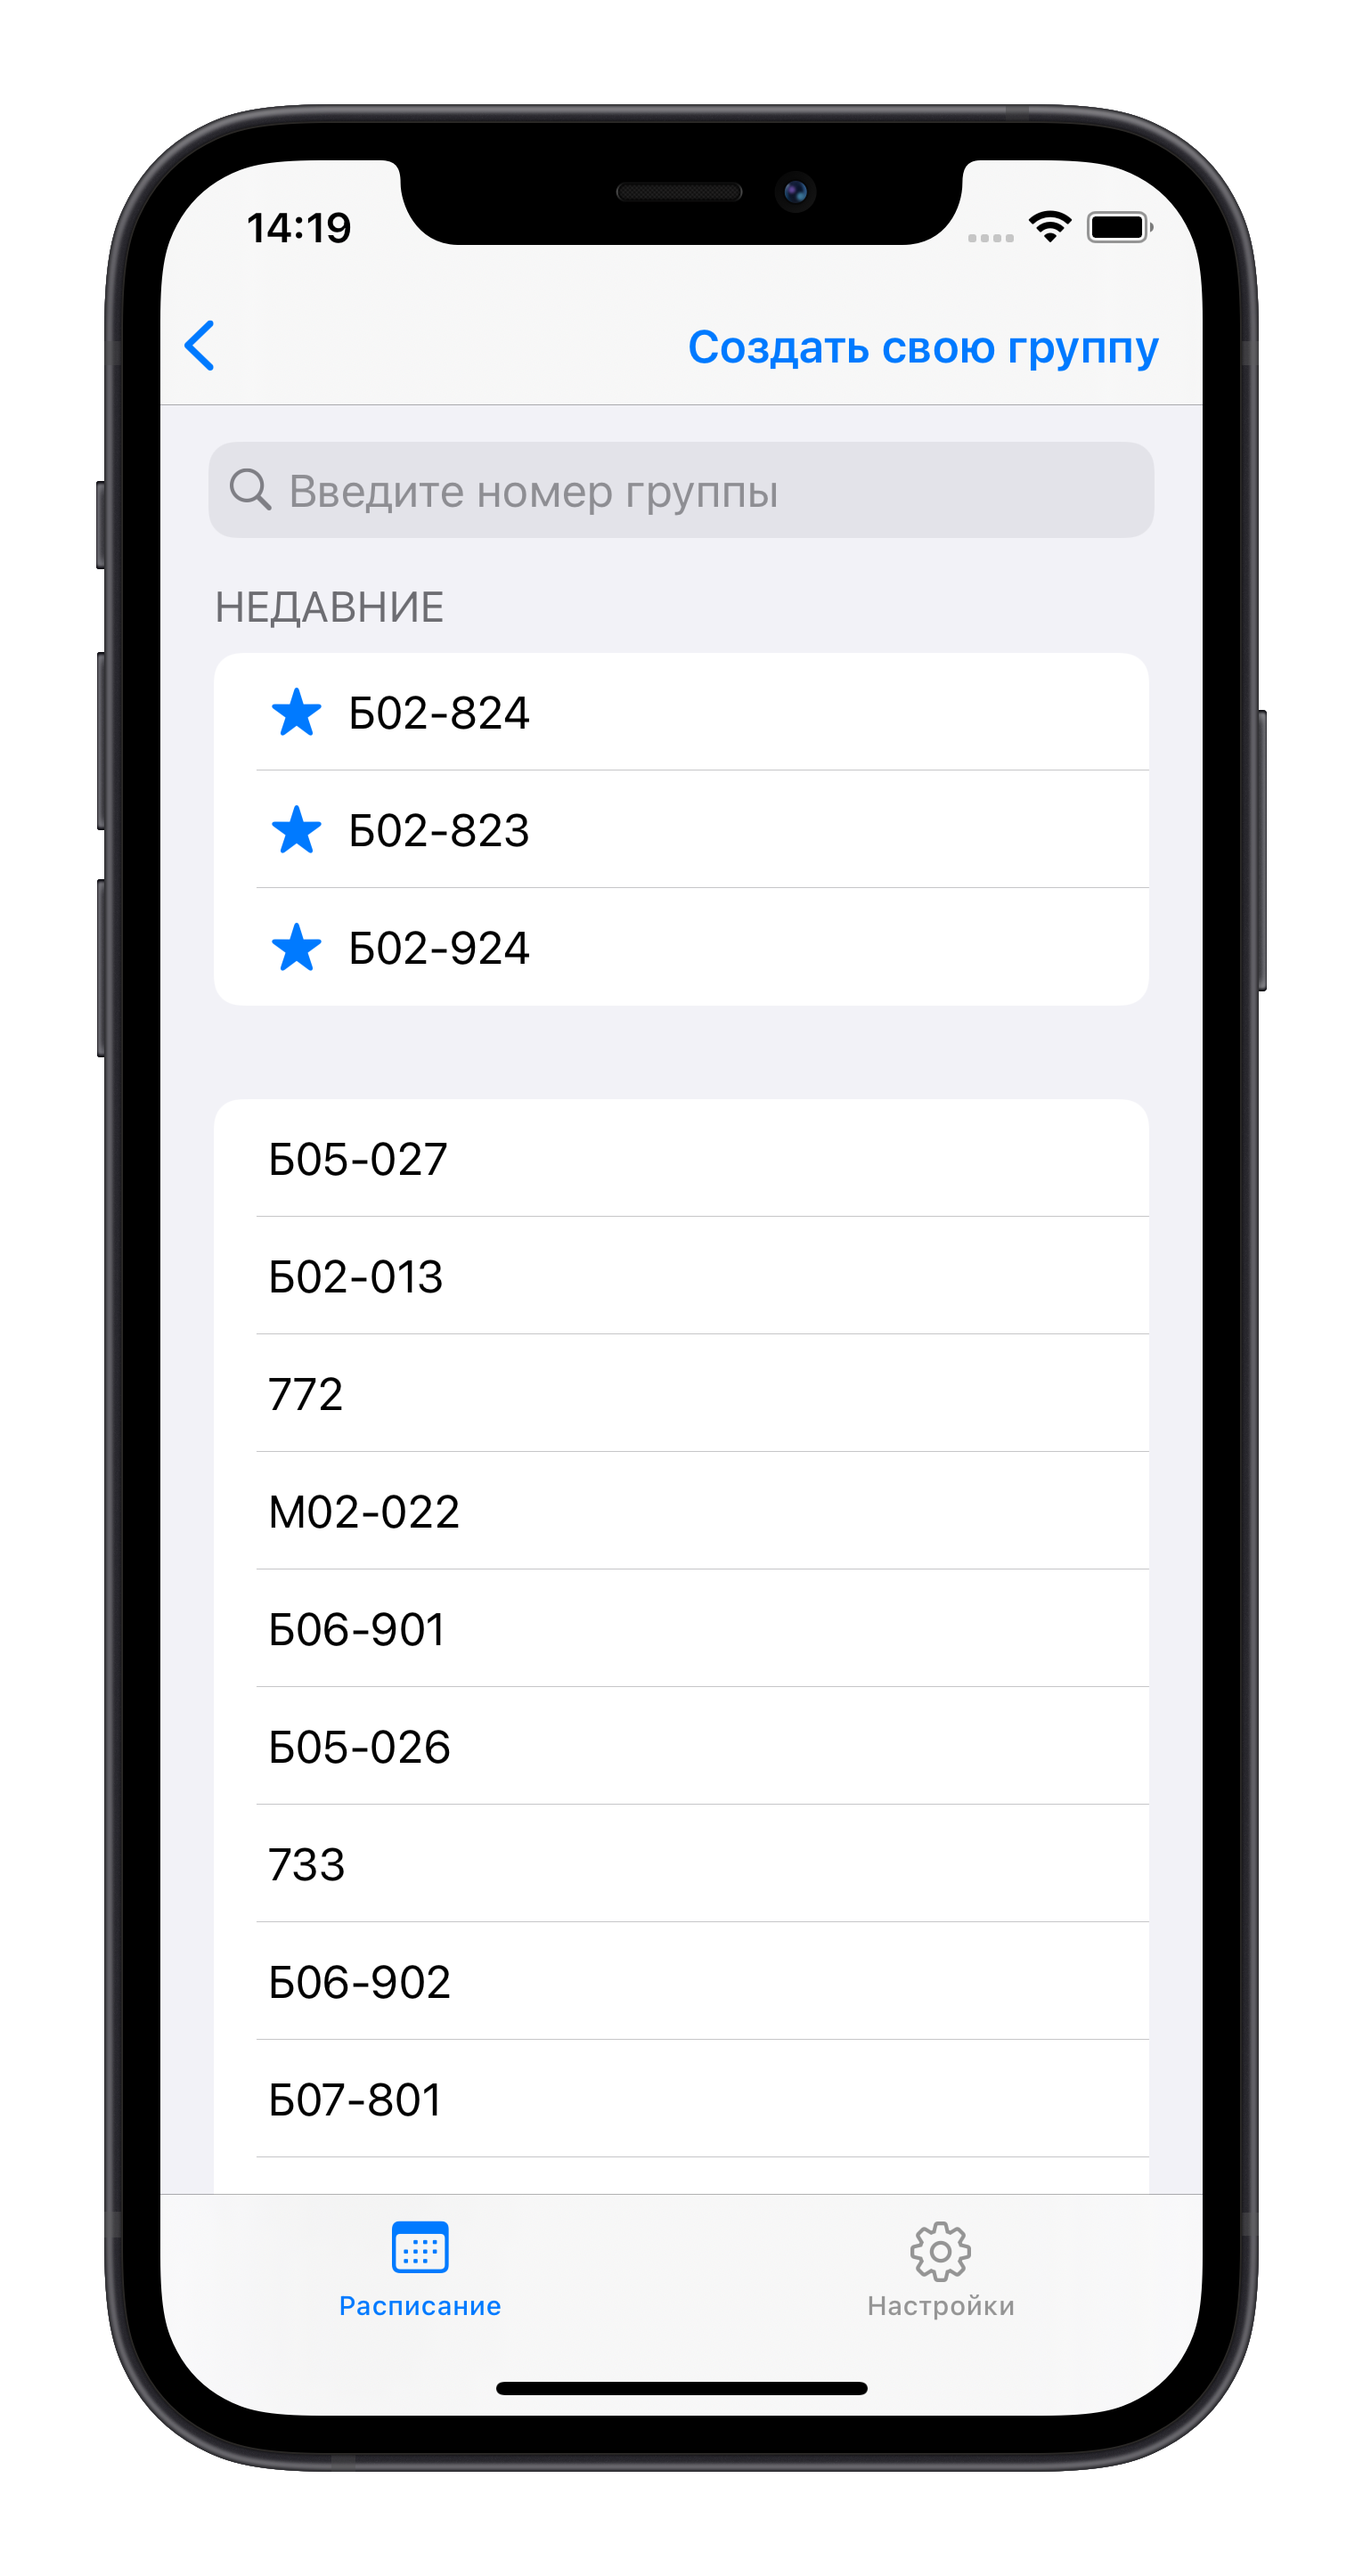 14:19
Создать свою группу
Введите номер группы
НЕДАВНИЕ
Б02-824
Б02-823
Б02-924
Б05-027
Б02-013
772
М02-022
Б06-901
Б05-026
733
Б06-902
Б07-801
Расписание
Настройки